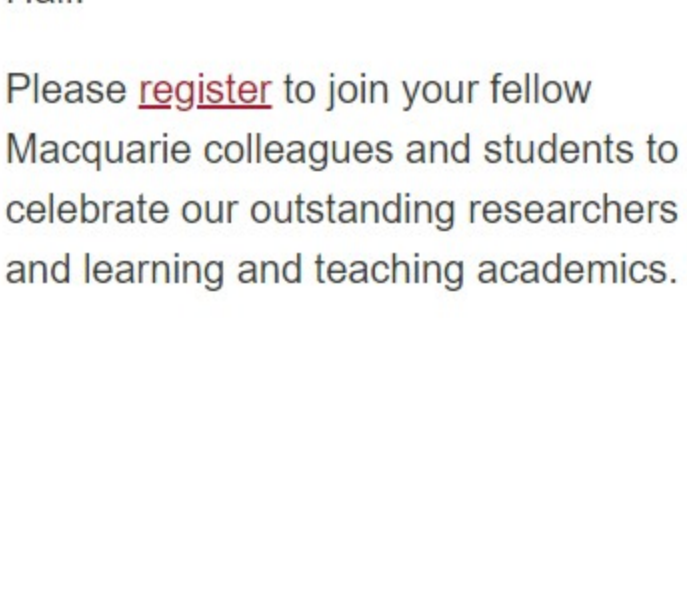 Please register to join your fellow
Macquarie colleagues and students to
celebrate our outstanding researchers
and learning and teaching academics.